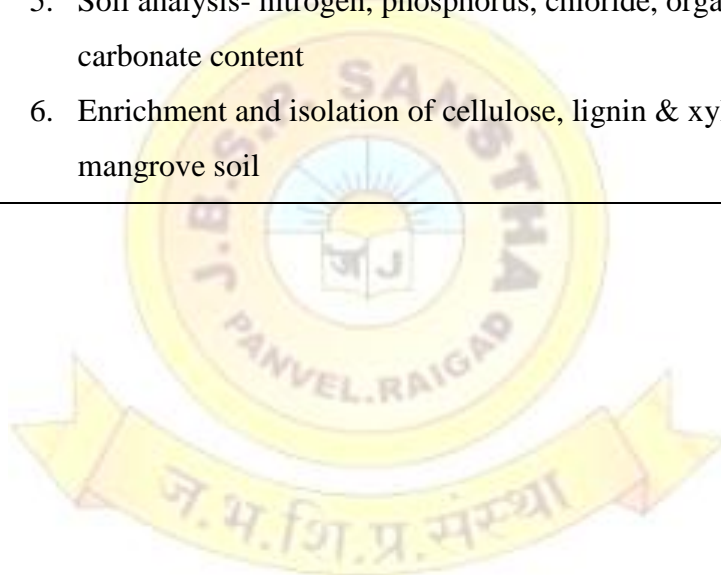 5. Soil analysis- nitrogen, phosphorus, chloride, orga
carbonate content
6. Enrichment and isolation of cellulose, lignin & xy
mangrove soil
J.B.S.P. SANSTHA
ज J
PANVEL.RAIGAD
ज.भ.शि.प्र.संस्था